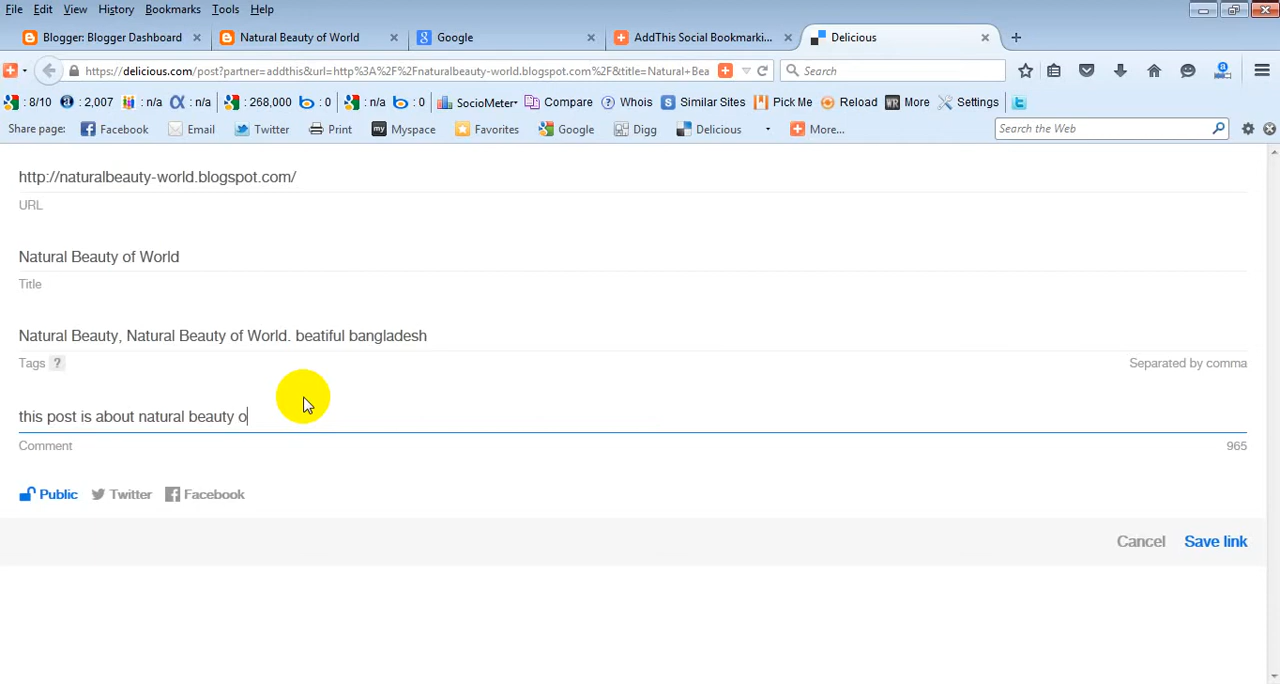 File Edit View History Bookmarks Tools Help
Blogger: Blogger Dashboard Natural Beauty of World Google AddThis Social Bookmarki... Delicious
https://delicious.com/post?partner=addthis&url=http%3A%2F%2Fnaturalbeauty-world.blogspot.com%2F&title=Natural+Bea Search
: 8/10 : 2,007 : n/a : n/a : 268,000 : 0 : n/a : 0 SocioMeter Compare Whois Similar Sites Pick Me Reload More Settings
Share page: Facebook Email Twitter Print Myspace Favorites Google Digg Delicious More... Search the Web
http://naturalbeauty-world.blogspot.com/
URL
Natural Beauty of World
Title
Natural Beauty, Natural Beauty of World. beatiful bangladesh
Tags ? Separated by comma
this post is about natural beauty o
Comment 965
Public Twitter Facebook
Cancel Save link